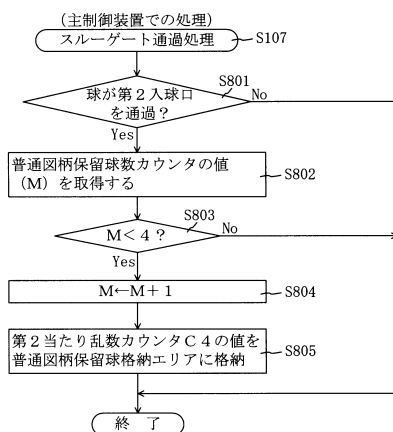 (主制御装置での処理)
スルーゲート通過処理
S107
球が第2入球口
を通過?
S801
No
Yes
普通図柄保留球数カウンタの値
(M)を取得する
S802
M<4?
S803
No
Yes
M←M+1
S804
第2当たり乱数カウンタC4の値を
普通図柄保留球格納エリアに格納
S805
終 了